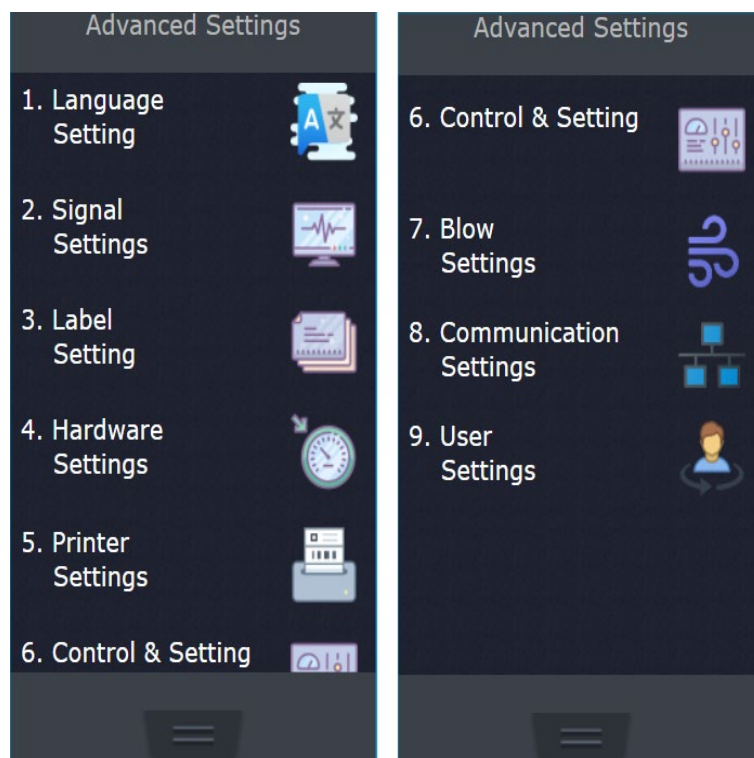 Advanced Settings
1. Language
Setting
2. Signal
Settings
3. Label
Setting
4. Hardware
Settings
5. Printer
Settings
6. Control & Setting
Advanced Settings
6. Control & Setting
7. Blow
Settings
8. Communication
Settings
9. User
Settings